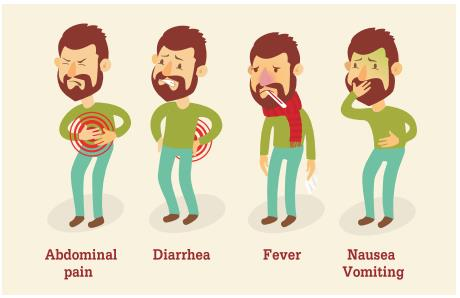 Abdominal
pain
Diarrhea
Fever
Nausea
Vomiting